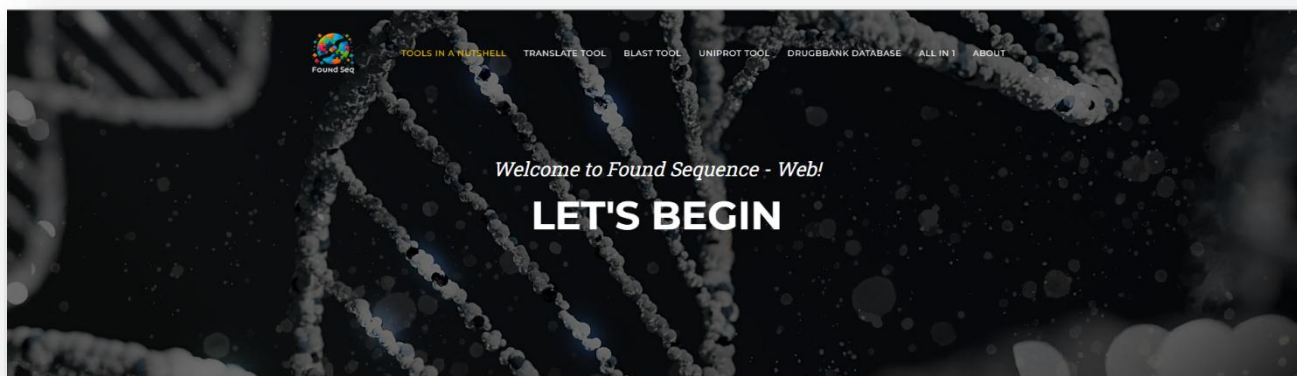 Found Seq
TOOLS IN A NUTSHELL TRANSLATE TOOL BLAST TOOL UNIPROT TOOL DRUGBBANK DATABASE ALL IN 1 ABOUT
Welcome to Found Sequence - Web!
LET'S BEGIN